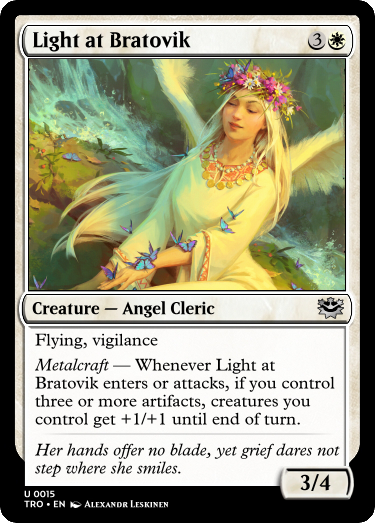 Light at Bratovik 3
Creature — Angel Cleric
Flying, vigilance
Metalcraft — Whenever Light at
Bratovik enters or attacks, if you control
three or more artifacts, creatures you
control get +1/+1 until end of turn.
Her hands offer no blade, yet grief dares not
step where she smiles.
3/4
U 0015
TRO • EN Alexandr Leskinen